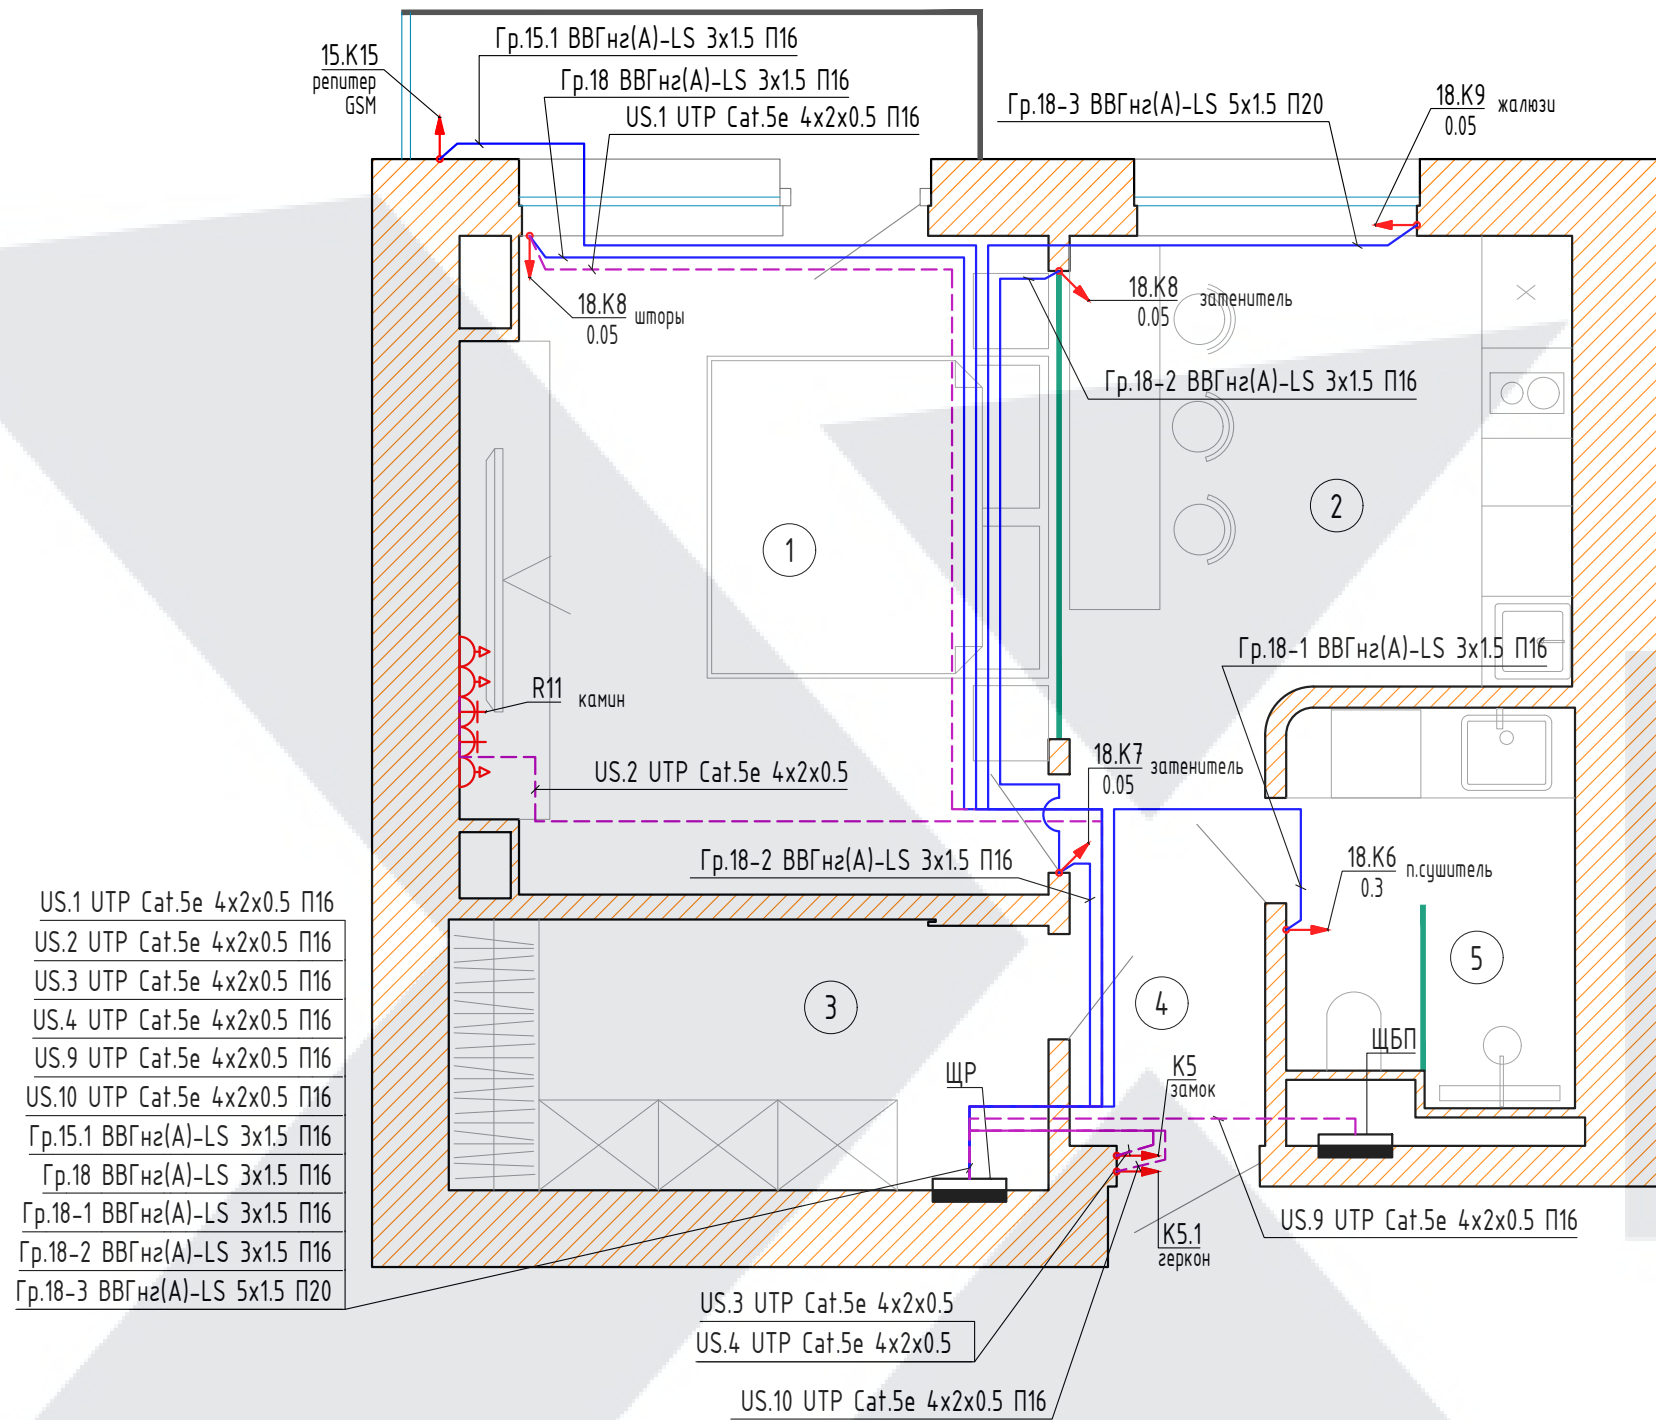 Гр.15.1 ВВГнг(А)-LS 3х1.5 П16
15.К15
репитер
GSM
Гр.18 ВВГнг(А)-LS 3х1.5 П16
US.1 UTP Cat.5e 4x2x0.5 П16
Гр.18-3 ВВГнг(А)-LS 5х1.5 П20
18.К9 жалюзи
0.05
18.К8 шторы
0.05
18.К8 затенитель
0.05
Гр.18-2 ВВГнг(А)-LS 3х1.5 П16
1
2
Гр.18-1 ВВГнг(А)-LS 3х1.5 П16
R11 камин
US.2 UTP Cat.5e 4x2x0.5
18.К7 затенитель
0.05
Гр.18-2 ВВГнг(А)-LS 3х1.5 П16
18.К6 п.сушитель
0.3
US.1 UTP Cat.5e 4x2x0.5 П16
US.2 UTP Cat.5e 4x2x0.5 П16
US.3 UTP Cat.5e 4x2x0.5 П16
US.4 UTP Cat.5e 4x2x0.5 П16
US.9 UTP Cat.5e 4x2x0.5 П16
US.10 UTP Cat.5e 4x2x0.5 П16
Гр.15.1 ВВГнг(А)-LS 3х1.5 П16
Гр.18 ВВГнг(А)-LS 3х1.5 П16
Гр.18-1 ВВГнг(А)-LS 3х1.5 П16
Гр.18-2 ВВГнг(А)-LS 3х1.5 П16
Гр.18-3 ВВГнг(А)-LS 5х1.5 П20
3
4
5
ЩР
К5
замок
ЩБП
К5.1
геркон
US.9 UTP Cat.5e 4x2x0.5 П16
US.3 UTP Cat.5e 4x2x0.5
US.4 UTP Cat.5e 4x2x0.5
US.10 UTP Cat.5e 4x2x0.5 П16